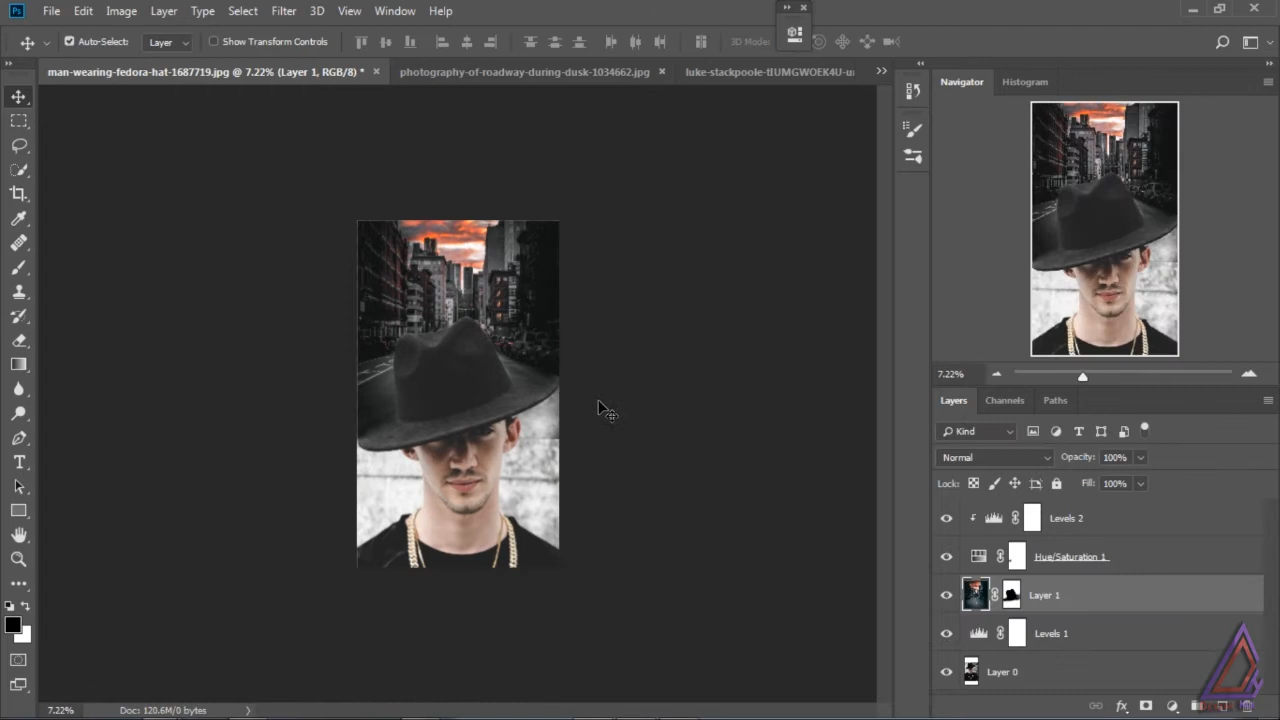 Ps File Edit Image Layer Type Select Filter 3D View Window Help
Auto-Select: Layer Show Transform Controls 3D Mode:
man-wearing-fedora-hat-1687719.jpg @ 7.22% (Layer 1, RGB/8) * photography-of-roadway-during-dusk-1034662.jpg
Navigator Histogram
7.22%
Layers Channels Paths
Kind
Normal Opacity: 100%
Lock: Fill: 100%
Levels 2
Hue/Saturation 1
Layer 1
Levels 1
Layer 0
fx
7.22% Doc: 120.6M/0 bytes